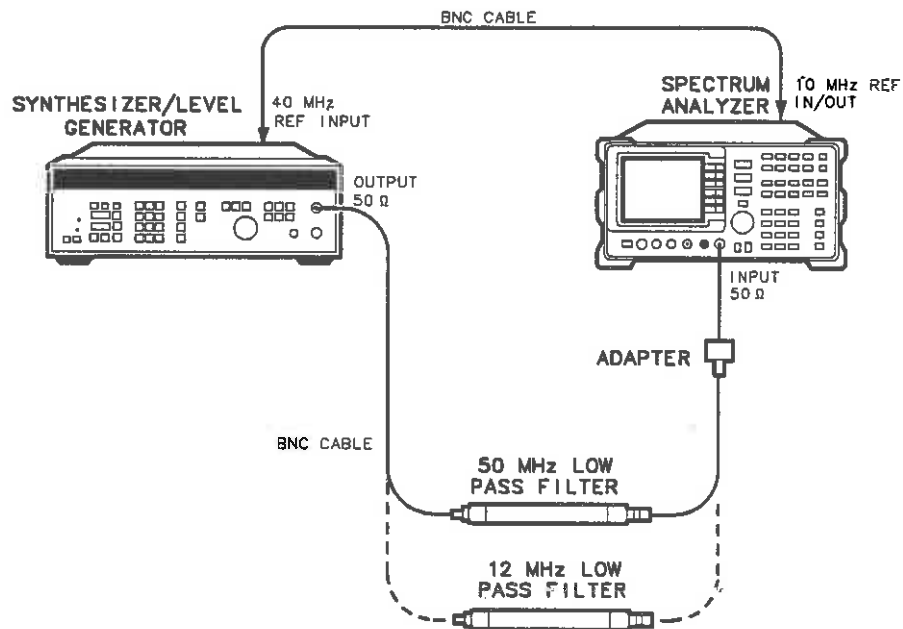 BNC CABLE
SYNTHESIZER/LEVEL
GENERATOR
40 MHz
REF INPUT
SPECTRUM
ANALYZER
10 MHz REF
IN/OUT
OUTPUT
50 Ω
INPUT
50 Ω
ADAPTER
BNC CABLE
50 MHz LOW
PASS FILTER
12 MHz LOW
PASS FILTER